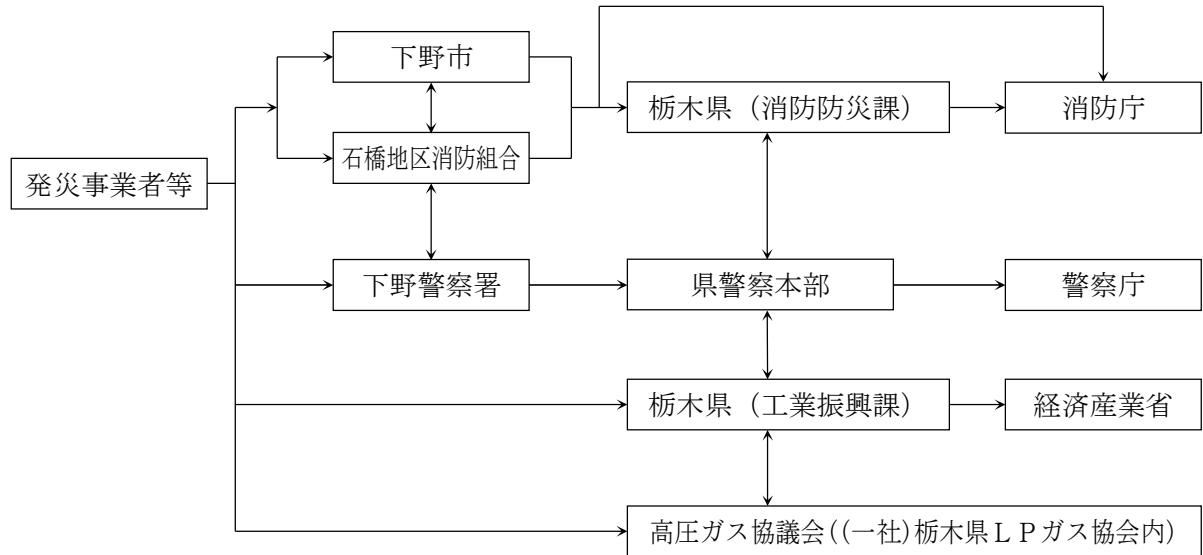 下野市
栃木県（消防防災課）
消防庁
石橋地区消防組合
発災事業者等
下野警察署
県警察本部
警察庁
栃木県（工業振興課）
経済産業省
高圧ガス協議会((一社)栃木県ＬＰガス協会内)